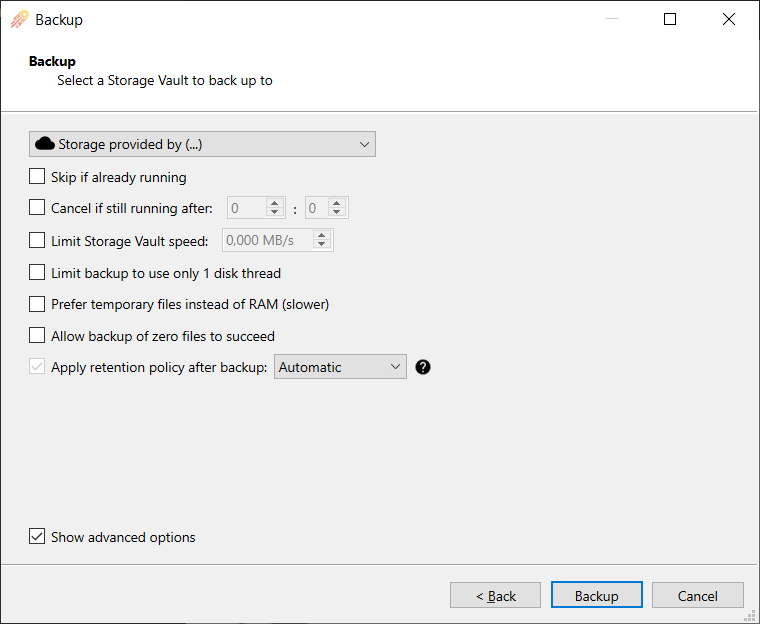 Backup
Backup
Select a Storage Vault to back up to
Storage provided by (...)
Skip if already running
Cancel if still running after: 0 : 0
Limit Storage Vault speed: 0,000 MB/s
Limit backup to use only 1 disk thread
Prefer temporary files instead of RAM (slower)
Allow backup of zero files to succeed
Apply retention policy after backup: Automatic ?
Show advanced options
< Back Backup Cancel